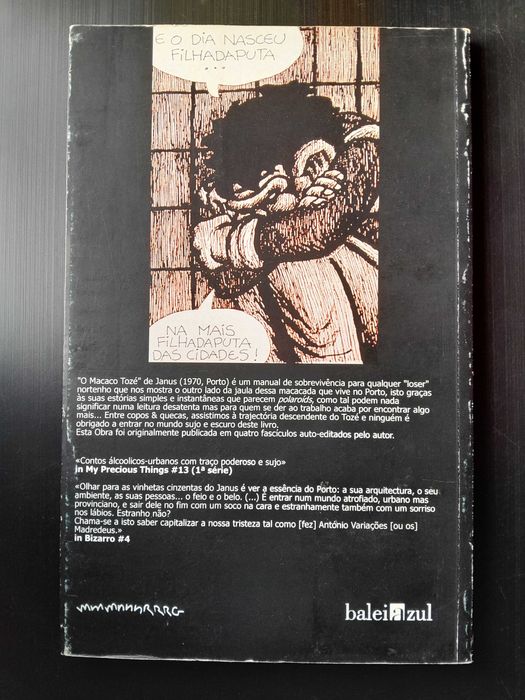 E O DIA NASCEU
FILHADAPUTA
...
NA MAIS
FILHADAPUTA
DAS CIDADES!
"O Macaco Tozé" de Janus (1970, Porto) é um manual de sobrevivência para qualquer "loser"
nortenho que nos mostra o outro lado da jaula dessa macacada que vive no Porto, isto graças
às suas estórias simples e instantâneas que parecem polaroids, como tal podem nada
significar numa leitura desatenta mas para quem se der ao trabalho acaba por encontrar algo
mais... Entre copos & quecas, assistimos à trajectória descendente do Tozé e ninguém é
obrigado a entrar no mundo sujo e escuro deste livro.
Esta Obra foi originalmente publicada em quatro fascículos auto-editados pelo autor.
«Contos álcoolicos-urbanos com traço poderoso e sujo»
in My Precious Things #13 (1ª série)
«Olhar para as vinhetas cinzentas do Janus é ver a essência do Porto: a sua arquitectura, o seu
ambiente, as suas pessoas... o feio e o belo. (...) É entrar num mundo atrofiado, urbano mas
provinciano, e sair dele no fim com um soco na cara e estranhamente também com um sorriso
nos lábios. Estranho não?
Chama-se a isto saber capitalizar a nossa tristeza tal como [fez] António Variações [ou os]
Madredeus.»
in Bizarro #4
baleiazul